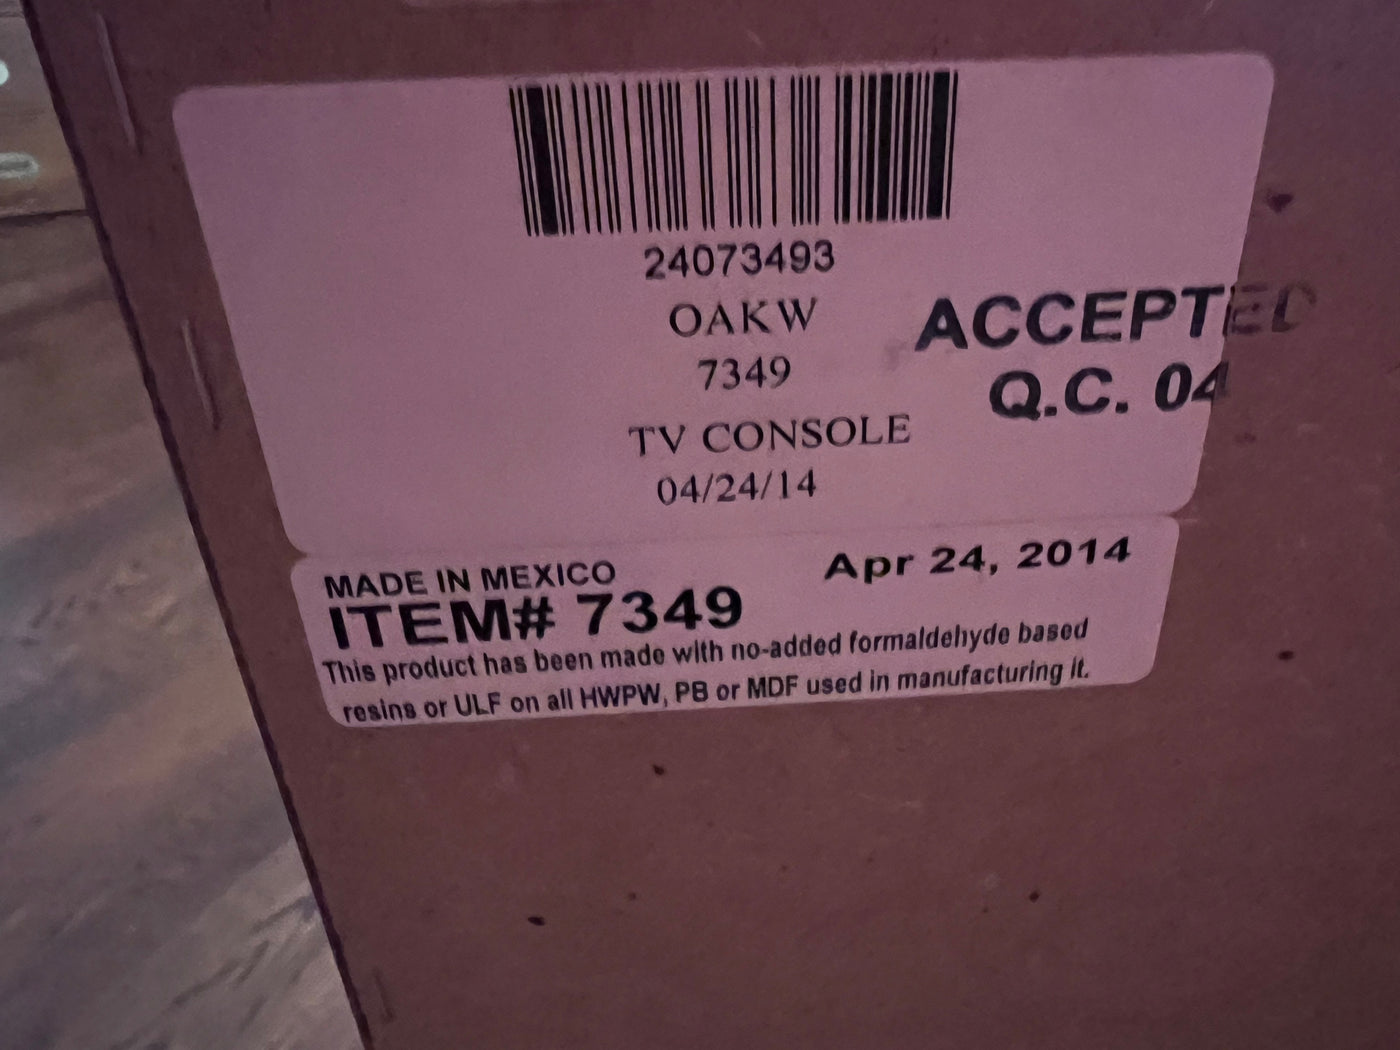 24073493
OAKW
7349
TV CONSOLE
04/24/14
ACCEPTED
Q.C. 04
MADE IN MEXICO
Apr 24, 2014
ITEM# 7349
This product has been made with no-added formaldehyde based
resins or ULF on all HWPW, PB or MDF used in manufacturing it.